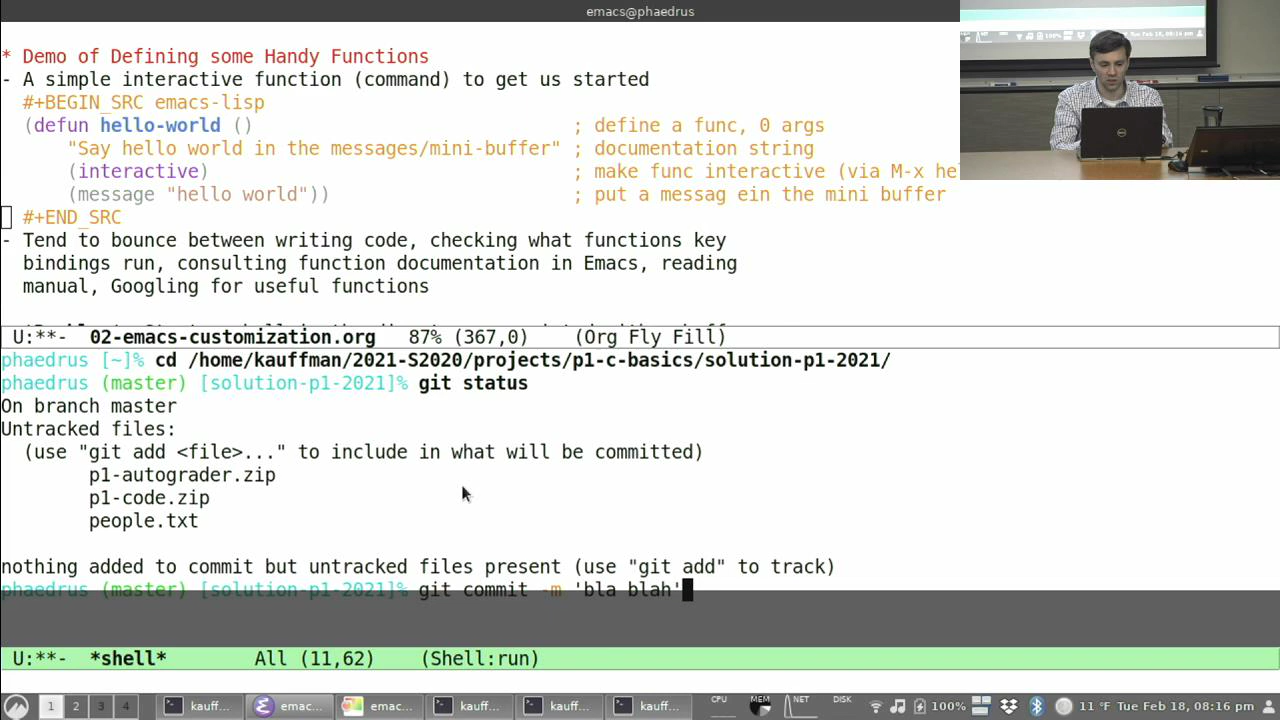 emacs@phaedrus
* Demo of Defining some Handy Functions
- A simple interactive function (command) to get us started
#+BEGIN_SRC emacs-lisp
(defun hello-world () ; define a func, 0 args
"Say hello world in the messages/mini-buffer" ; documentation string
(interactive) ; make func interactive (via M-x he
(message "hello world")) ; put a messag ein the mini buffer
#+END_SRC
- Tend to bounce between writing code, checking what functions key
bindings run, consulting function documentation in Emacs, reading
manual, Googling for useful functions
U:**- 02-emacs-customization.org 87% (367,0) (Org Fly Fill)
phaedrus [~]% cd /home/kauffman/2021-S2020/projects/p1-c-basics/solution-p1-2021/
phaedrus (master) [solution-p1-2021]% git status
On branch master
Untracked files:
(use "git add <file>..." to include in what will be committed)
p1-autograder.zip
p1-code.zip
people.txt
nothing added to commit but untracked files present (use "git add" to track)
phaedrus (master) [solution-p1-2021]% git commit -m 'bla blah'
U:**- *shell* All (11,62) (Shell:run)
1 2 3 4 kauff... emac... emac... kauff... kauff... kauff... CPU MEM NET DISK 100% 11 °F Tue Feb 18, 08:16 pm
100% Tue Feb 18, 08:16 pm